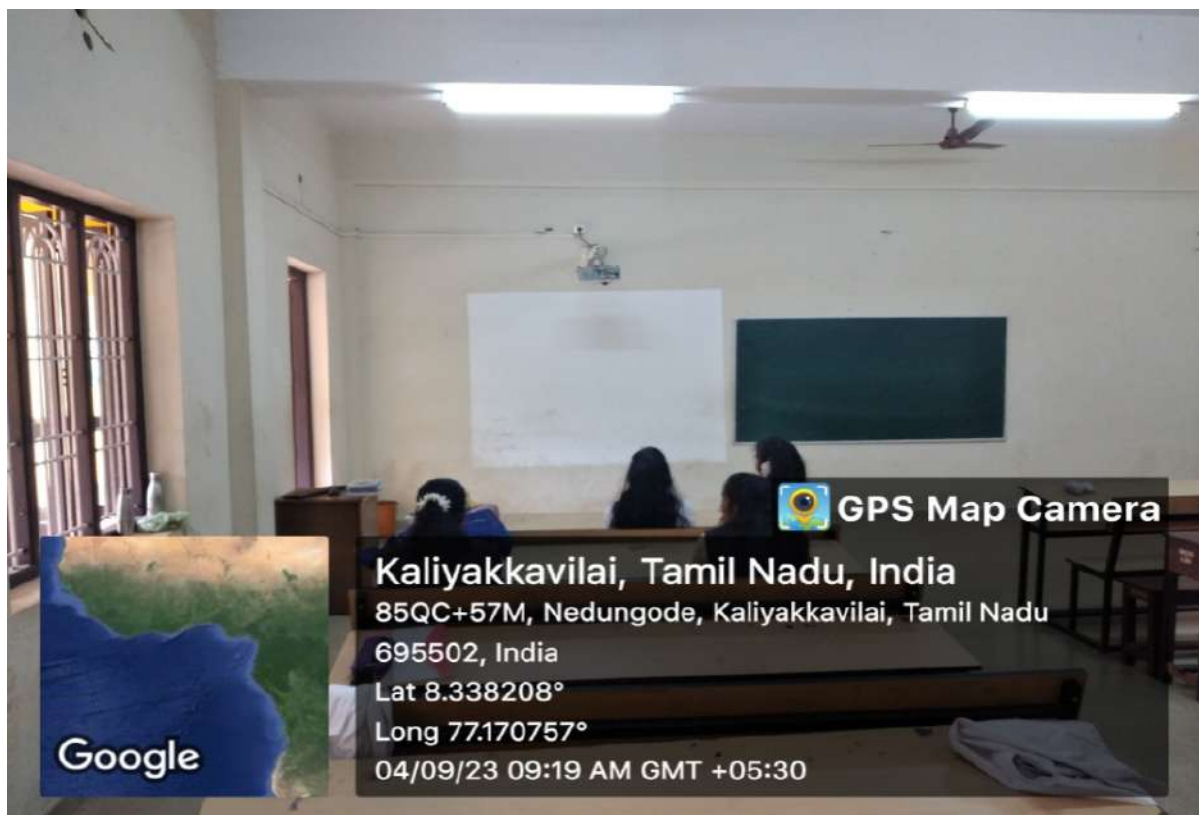 GPS Map Camera
Kaliyakkavilai, Tamil Nadu, India
85QC+57M, Nedungode, Kaliyakkavilai, Tamil Nadu
695502, India
Lat 8.338208°
Long 77.170757°
04/09/23 09:19 AM GMT +05:30
Google